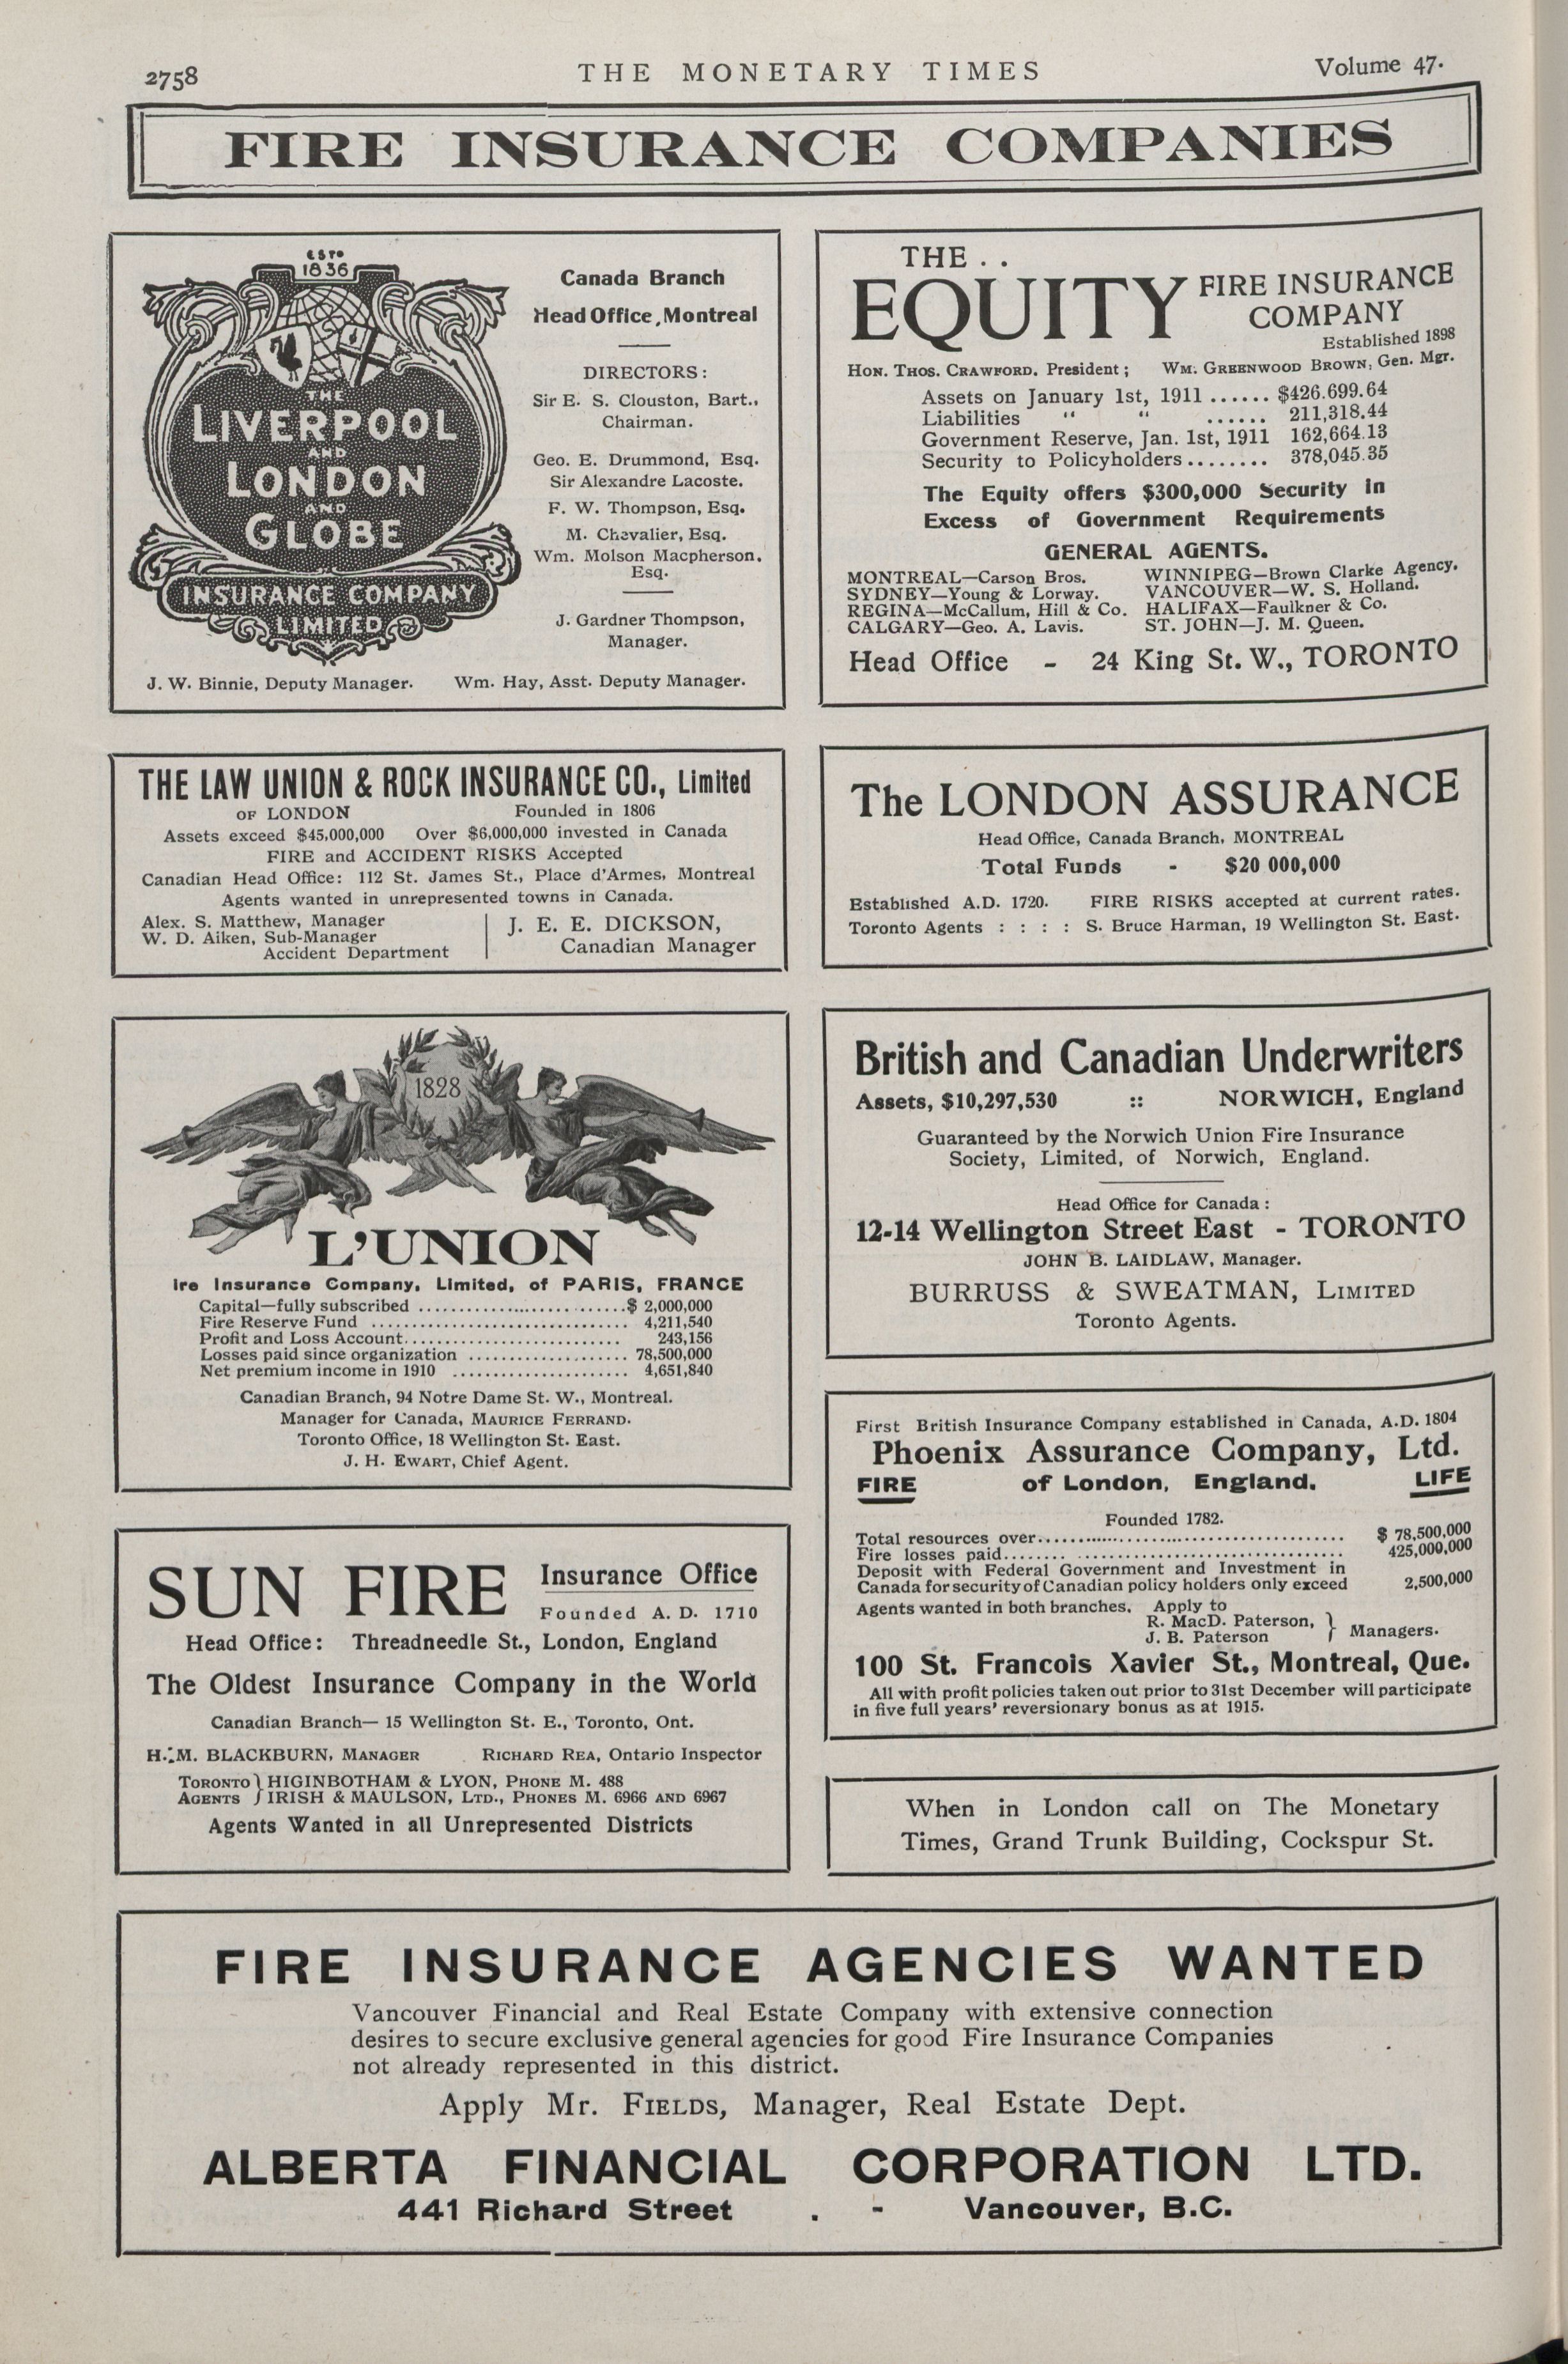 2758
THE MONETARY TIMES
Volume 47.
FIRE INSURANCE COMPANIES
ESTD
1836
THE
LIVERPOOL
AND
LONDON
AND
GLOBE
INSURANCE COMPANY
LIMITED
Canada Branch
Head Office, Montreal
DIRECTORS:
Sir E. S. Clouston, Bart.,
Chairman.
Geo. E. Drummond, Esq.
Sir Alexandre Lacoste.
F. W. Thompson, Esq.
M. Chevalier, Esq.
Wm. Molson Macpherson,
Esq.
J. Gardner Thompson,
Manager.
J. W. Binnie, Deputy Manager. Wm. Hay, Asst. Deputy Manager.
THE . .
EQUITY FIRE INSURANCE
COMPANY
Established 1898
HON. THOS. CRAWFORD, President; WM. GREENWOOD BROWN, Gen. Mgr.
Assets on January 1st, 1911 ...... $426.699.64
Liabilities " " ...... 211,318.44
Government Reserve, Jan. 1st, 1911 162,664.13
Security to Policyholders ........ 378,045.35
The Equity offers $300,000 Security in
Excess of Government Requirements
GENERAL AGENTS.
MONTREAL—Carson Bros. WINNIPEG—Brown Clarke Agency.
SYDNEY—Young & Lorway. VANCOUVER—W. S. Holland.
REGINA—McCallum, Hill & Co. HALIFAX—Faulkner & Co.
CALGARY—Geo. A. Lavis. ST. JOHN—J. M. Queen.
Head Office - 24 King St. W., TORONTO
THE LAW UNION & ROCK INSURANCE CO., Limited
OF LONDON Founded in 1806
Assets exceed $45,000,000 Over $6,000,000 invested in Canada
FIRE and ACCIDENT RISKS Accepted
Canadian Head Office: 112 St. James St., Place d'Armes, Montreal
Agents wanted in unrepresented towns in Canada.
Alex. S. Matthew, Manager
W. D. Aiken, Sub-Manager
Accident Department
J. E. E. DICKSON,
Canadian Manager
The LONDON ASSURANCE
Head Office, Canada Branch, MONTREAL
Total Funds - $20 000,000
Established A.D. 1720. FIRE RISKS accepted at current rates.
Toronto Agents : : : : S. Bruce Harman, 19 Wellington St. East.
1828
L'UNION
ire Insurance Company, Limited, of PARIS, FRANCE
Capital—fully subscribed ........................... $ 2,000,000
Fire Reserve Fund ................................. 4,211,540
Profit and Loss Account............................ 243,156
Losses paid since organization .................... 78,500,000
Net premium income in 1910 ....................... 4,651,840
Canadian Branch, 94 Notre Dame St. W., Montreal.
Manager for Canada, MAURICE FERRAND.
Toronto Office, 18 Wellington St. East.
J. H. EWART, Chief Agent.
British and Canadian Underwriters
Assets, $10,297,530 :: NORWICH, England
Guaranteed by the Norwich Union Fire Insurance
Society, Limited, of Norwich, England.
Head Office for Canada:
12-14 Wellington Street East - TORONTO
JOHN B. LAIDLAW, Manager.
BURRUSS & SWEATMAN, LIMITED
Toronto Agents.
First British Insurance Company established in Canada, A.D. 1804
Phoenix Assurance Company, Ltd.
FIRE of London, England. LIFE
Founded 1782.
Total resources over........................................ $ 78,500,000
Fire losses paid........ .................................... 425,000,000
Deposit with Federal Government and Investment in
Canada for security of Canadian policy holders only exceed 2,500,000
Agents wanted in both branches. Apply to
R. MacD. Paterson, } Managers.
J. B. Paterson
100 St. Francois Xavier St., Montreal, Que.
All with profit policies taken out prior to 31st December will participate
in five full years' reversionary bonus as at 1915.
SUN FIRE Insurance Office
Founded A. D. 1710
Head Office: Threadneedle St., London, England
The Oldest Insurance Company in the World
Canadian Branch— 15 Wellington St. E., Toronto, Ont.
H. M. BLACKBURN, MANAGER RICHARD REA, Ontario Inspector
TORONTO } HIGINBOTHAM & LYON, PHONE M. 488
AGENTS } IRISH & MAULSON, LTD., PHONES M. 6966 AND 6967
Agents Wanted in all Unrepresented Districts
When in London call on The Monetary
Times, Grand Trunk Building, Cockspur St.
FIRE INSURANCE AGENCIES WANTED
Vancouver Financial and Real Estate Company with extensive connection
desires to secure exclusive general agencies for good Fire Insurance Companies
not already represented in this district.
Apply Mr. FIELDS, Manager, Real Estate Dept.
ALBERTA FINANCIAL CORPORATION LTD.
441 Richard Street . - Vancouver, B.C.